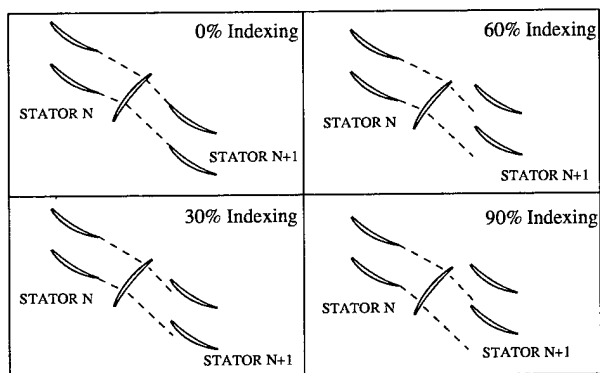 0% Indexing
STATOR N
STATOR N+1
60% Indexing
STATOR N
STATOR N+1
30% Indexing
STATOR N
STATOR N+1
90% Indexing
STATOR N
STATOR N+1